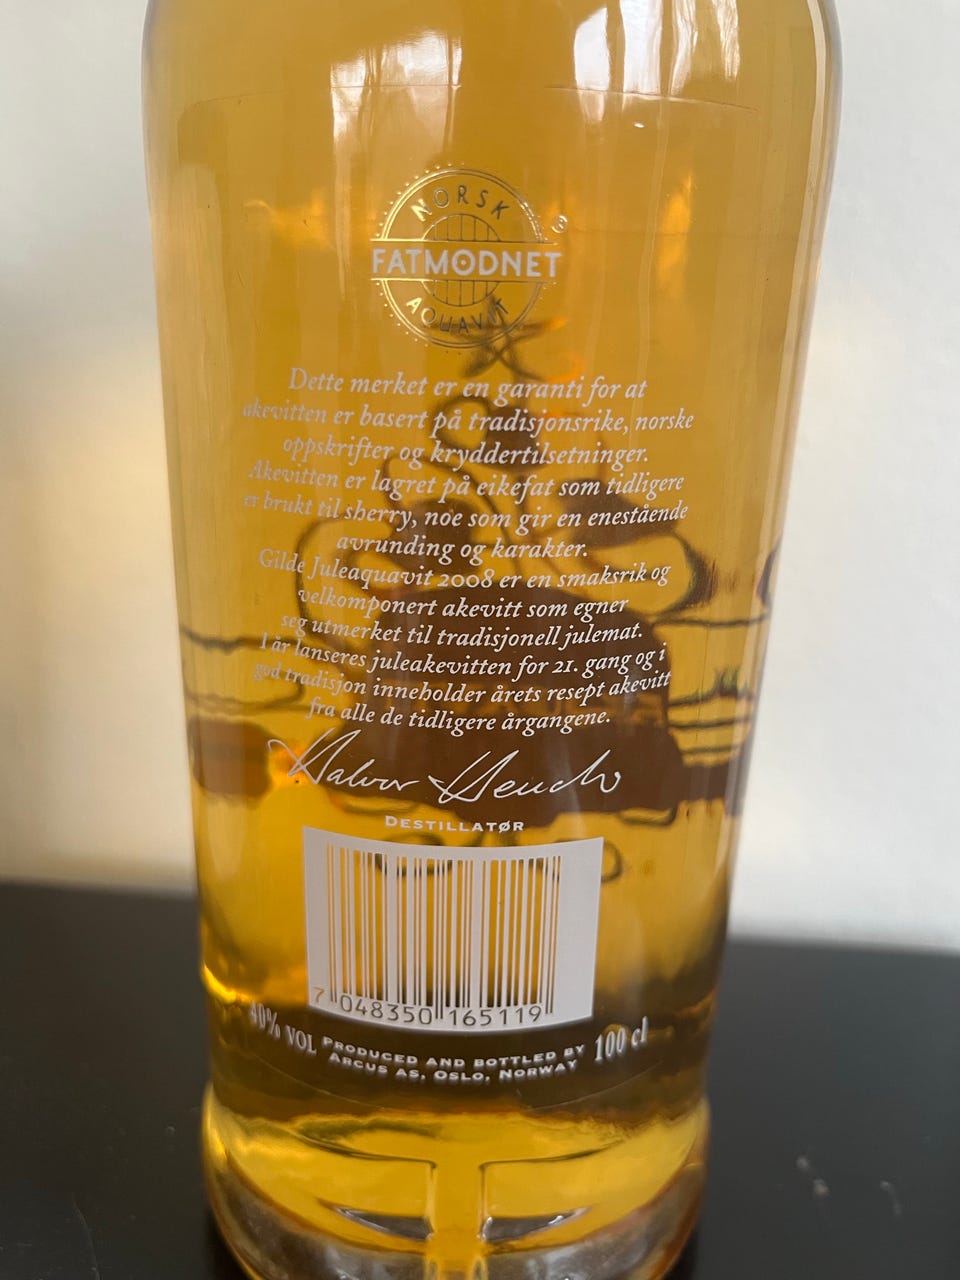 NORSK
FATMODNET
AQUAVIT
®
Dette merket er en garanti for at
akevitten er basert på tradisjonsrike, norske
oppskrifter og kryddertilsetninger.
Akevitten er lagret på eikefat som tidligere
er brukt til sherry, noe som gir en enestående
avrunding og karakter.
Gilde Juleaquavit 2008 er en smaksrik og
velkomponert akevitt som egner
seg utmerket til tradisjonell julemat.
I år lanseres juleakevitten for 21. gang og i
god tradisjon inneholder årets resept akevitt
fra alle de tidligere årgangene.
Halvor Heuch
DESTILLATØR
7 048350 165119
40% VOL PRODUCED AND BOTTLED BY 100 cl
ARCUS AS, OSLO, NORWAY